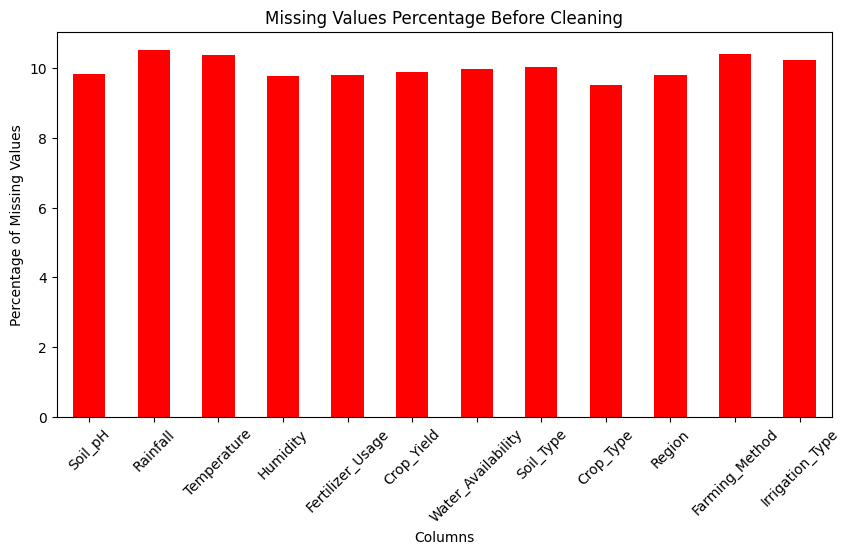 Missing Values Percentage Before Cleaning
Percentage of Missing Values
10
8
6
4
2
0
Soil_pH
Rainfall
Temperature
Humidity
Fertilizer_Usage
Crop_Yield
Water_Availability
Soil_Type
Crop_Type
Region
Farming_Method
Irrigation_Type
Columns